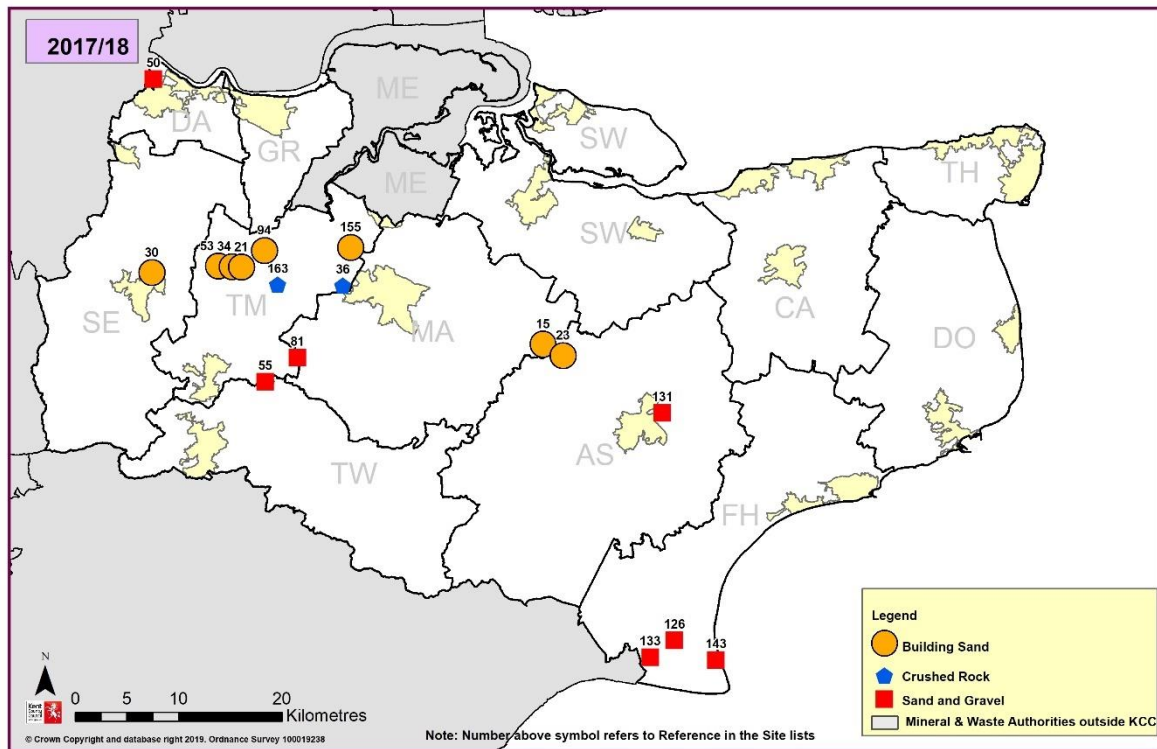 2017/18
50
ME
DA
GR
SW
TH
ME
94
155
SW
53 34 21
30
163
36
CA
TM
SE
MA
DO
15
23
81
55
131
AS
TW
FH
126
133
143
Legend
Building Sand
Crushed Rock
Sand and Gravel
Mineral & Waste Authorities outside KCC
N
0 5 10 20
Kilometres
Kent
County
Council
© Crown Copyright and database right 2019. Ordnance Survey 100019238
Note: Number above symbol refers to Reference in the Site lists